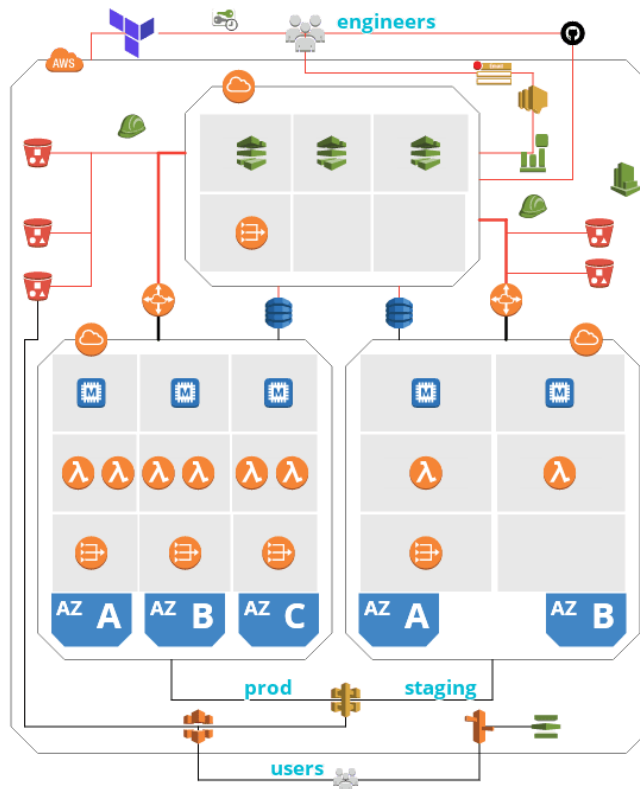 engineers
AWS
M
M
M
M
M
λ
λ
λ
λ
λ
λ
λ
λ
AZ A
AZ B
AZ C
AZ A
AZ B
prod
staging
users